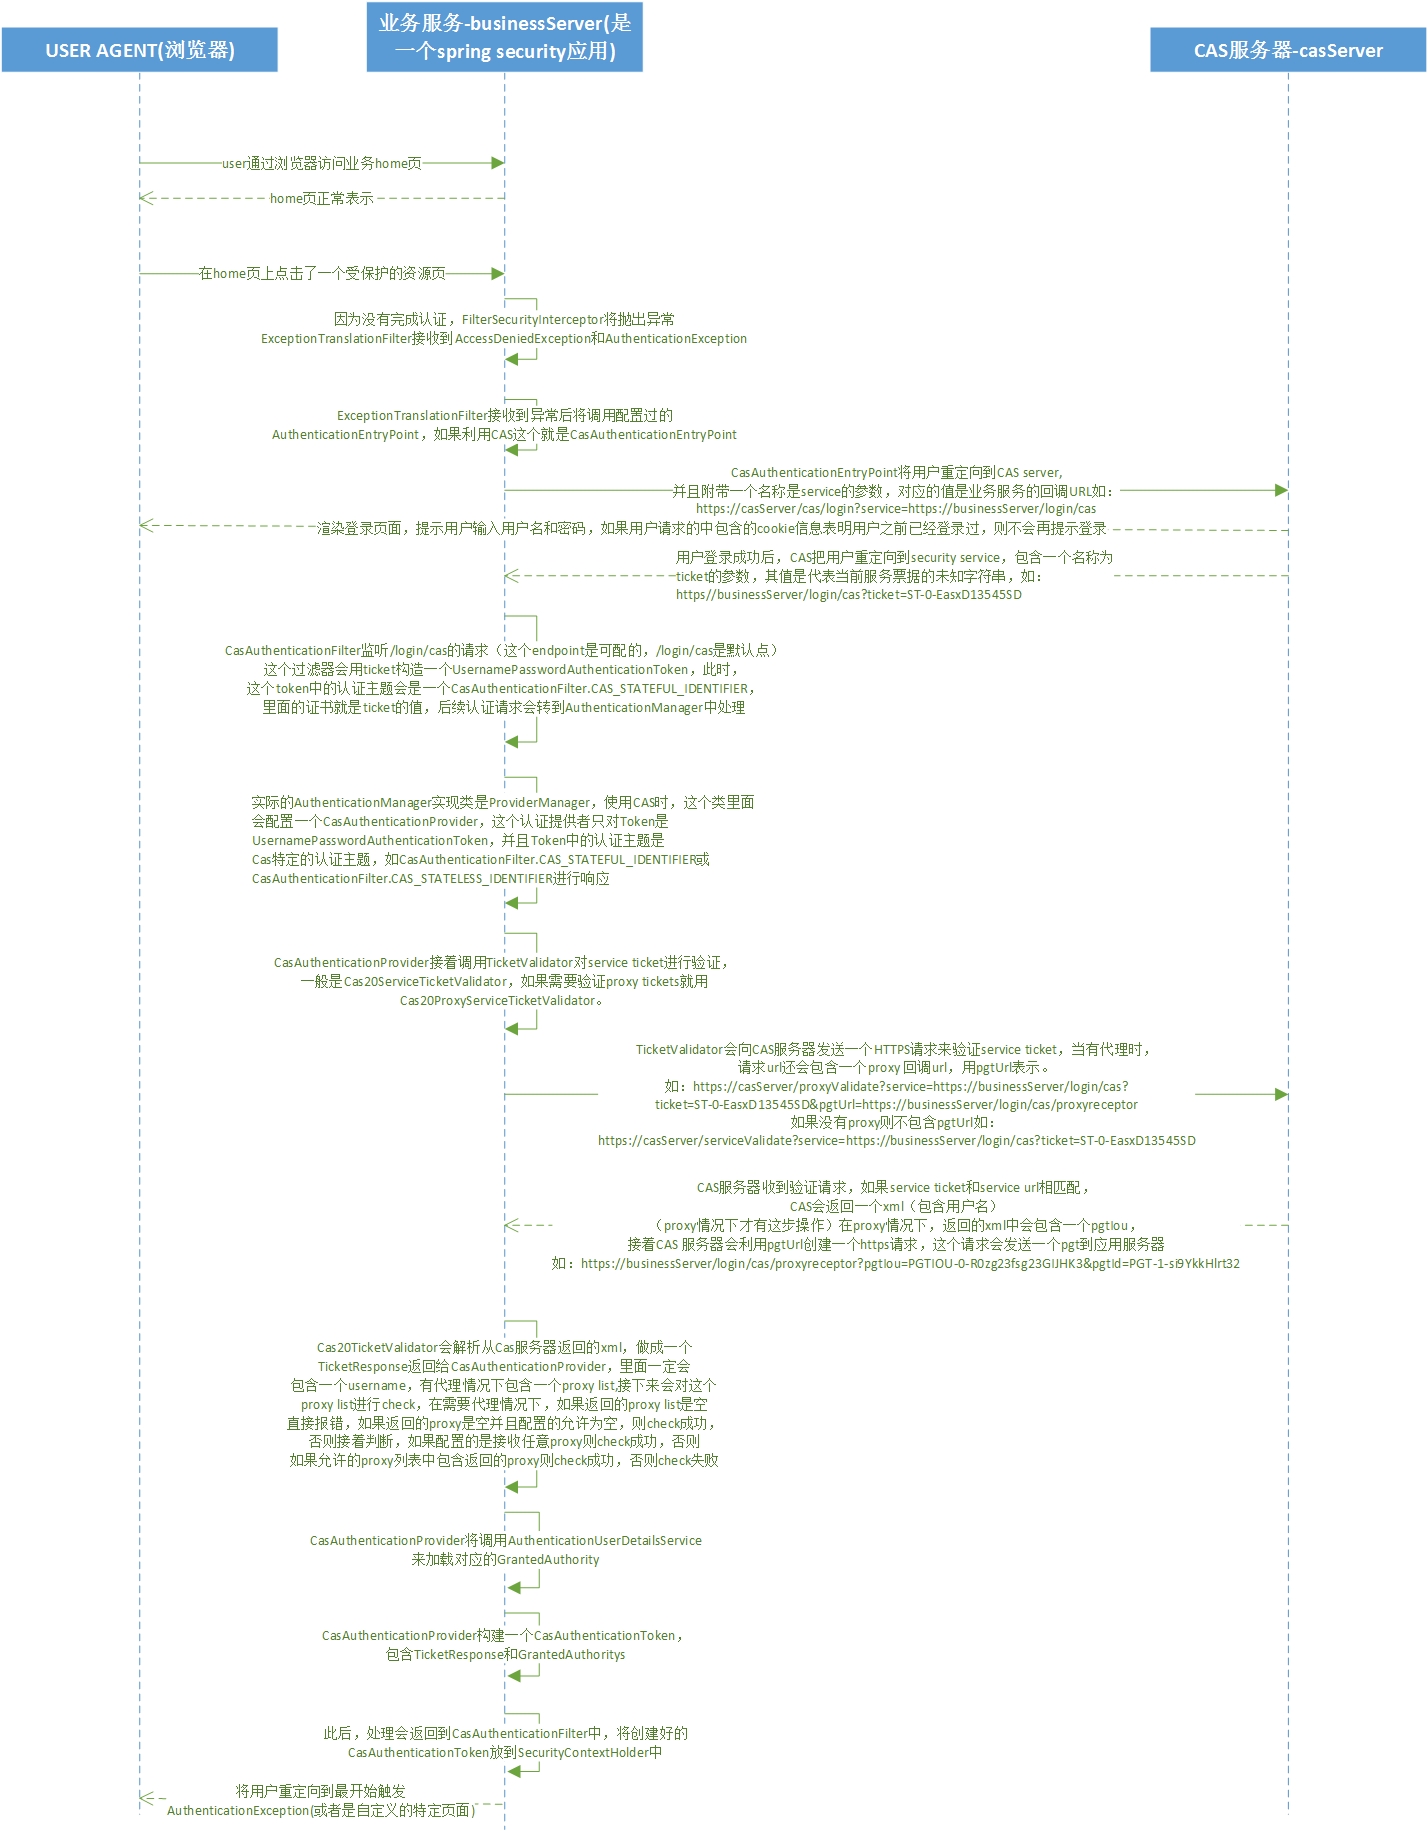 USER AGENT(浏览器)
业务服务-businessServer(是
一个spring security应用)
CAS服务器-casServer
user通过浏览器访问业务home页
home页正常表示
在home页上点击了一个受保护的资源页
因为没有完成认证，FilterSecurityInterceptor将抛出异常
ExceptionTranslationFilter接收到AccessDeniedException和AuthenticationException
ExceptionTranslationFilter接收到异常后将调用配置过的
AuthenticationEntryPoint，如果利用CAS这个就是CasAuthenticationEntryPoint
CasAuthenticationEntryPoint将用户重定向到CAS server,
并且附带一个名称是service的参数，对应的值是业务服务的回调URL如：
https://casServer/cas/login?service=https://businessServer/login/cas
渲染登录页面，提示用户输入用户名和密码，如果用户请求的中包含的cookie信息表明用户之前已经登录过，则不会再提示登录
用户登录成功后，CAS把用户重定向到security service，包含一个名称为
ticket的参数，其值是代表当前服务票据的未知字符串，如：
https//businessServer/login/cas?ticket=ST-0-EasxD13545SD
CasAuthenticationFilter监听/login/cas的请求（这个endpoint是可配的，/login/cas是默认点）
这个过滤器会用ticket构造一个UsernamePasswordAuthenticationToken，此时，
这个token中的认证主题会是一个CasAuthenticationFilter.CAS_STATEFUL_IDENTIFIER，
里面的证书就是ticket的值，后续认证请求会转到AuthenticationManager中处理
实际的AuthenticationManager实现类是ProviderManager，使用CAS时，这个类里面
会配置一个CasAuthenticationProvider，这个认证提供者只对Token是
UsernamePasswordAuthenticationToken，并且Token中的认证主题是
Cas特定的认证主题，如CasAuthenticationFilter.CAS_STATEFUL_IDENTIFIER或
CasAuthenticationFilter.CAS_STATELESS_IDENTIFIER进行响应
CasAuthenticationProvider接着调用TicketValidator对service ticket进行验证，
一般是Cas20ServiceTicketValidator，如果需要验证proxy tickets就用
Cas20ProxyServiceTicketValidator。
TicketValidator会向CAS服务器发送一个HTTPS请求来验证service ticket，当有代理时，
请求url还会包含一个proxy 回调url，用pgtUrl表示。
如：https://casServer/proxyValidate?service=https://businessServer/login/cas?
ticket=ST-0-EasxD13545SD&pgtUrl=https://businessServer/login/cas/proxyreceptor
如果没有proxy则不包含pgtUrl如：
https://casServer/serviceValidate?service=https://businessServer/login/cas?ticket=ST-0-EasxD13545SD
CAS服务器收到验证请求，如果service ticket和service url相匹配，
CAS会返回一个xml（包含用户名）
（proxy情况下才有这步操作）在proxy情况下，返回的xml中会包含一个pgtIou，
接着CAS 服务器会利用pgtUrl创建一个https请求，这个请求会发送一个pgt到应用服务器
如：https://businessServer/login/cas/proxyreceptor?pgtIou=PGTIOU-0-R0zg23fsg23GIJHK3&pgtId=PGT-1-si9YkkHlrt32
Cas20TicketValidator会解析从Cas服务器返回的xml，做成一个
TicketResponse返回给CasAuthenticationProvider，里面一定会
包含一个username，有代理情况下包含一个proxy list,接下来会对这个
proxy list进行check，在需要代理情况下，如果返回的proxy list是空
直接报错，如果返回的proxy是空并且配置的允许为空，则check成功，
否则接着判断，如果配置的是接收任意proxy则check成功，否则
如果允许的proxy列表中包含返回的proxy则check成功，否则check失败
CasAuthenticationProvider将调用AuthenticationUserDetailsService
来加载对应的GrantedAuthority
CasAuthenticationProvider构建一个CasAuthenticationToken，
包含TicketResponse和GrantedAuthoritys
此后，处理会返回到CasAuthenticationFilter中，将创建好的
CasAuthenticationToken放到SecurityContextHolder中
将用户重定向到最开始触发
AuthenticationException(或者是自定义的特定页面)